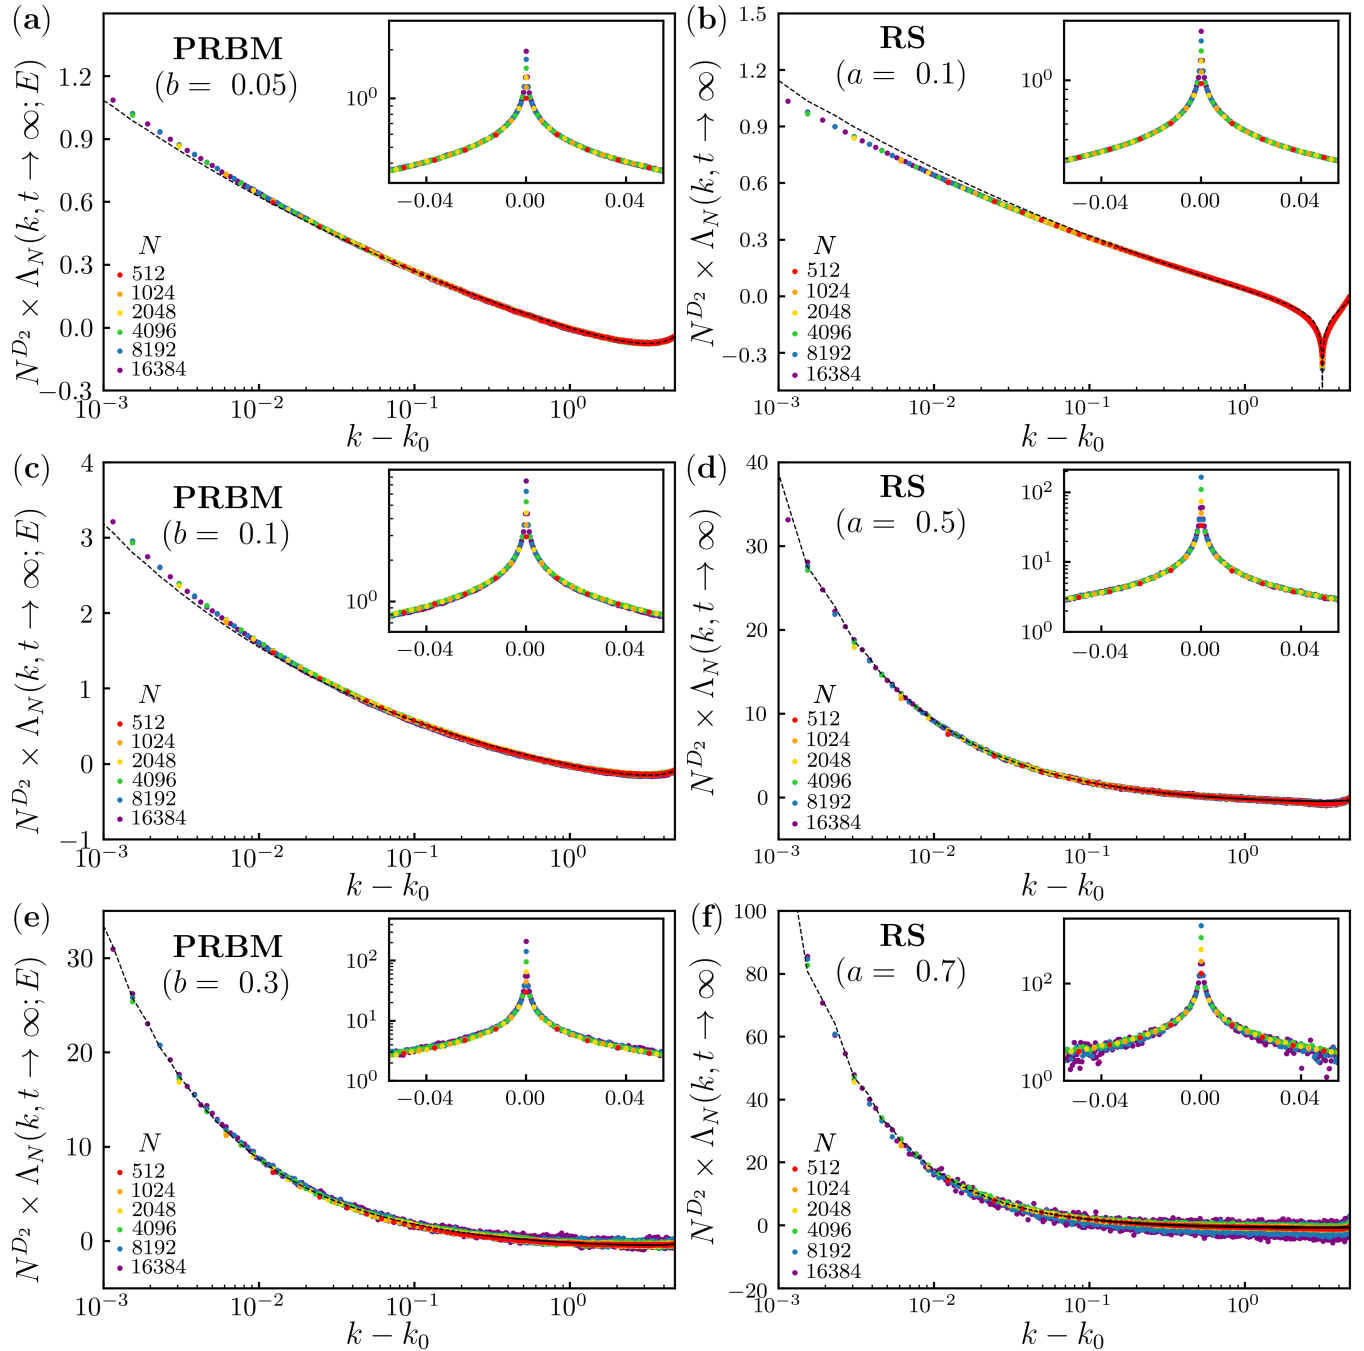 (a)
PRBM
(b = 0.05)
N^{D_2} × Λ_N(k, t → ∞; E)
1.2
0.9
0.6
0.3
0.0
−0.3
10^0
−0.04 0.00 0.04
N
512
1024
2048
4096
8192
16384
10^{−3} 10^{−2} 10^{−1} 10^0
k − k_0
(b)
RS
(a = 0.1)
N^{D_2} × Λ_N(k, t → ∞)
1.5
1.2
0.9
0.6
0.3
0.0
−0.3
10^0
−0.04 0.00 0.04
N
512
1024
2048
4096
8192
16384
10^{−3} 10^{−2} 10^{−1} 10^0
k − k_0
(c)
PRBM
(b = 0.1)
N^{D_2} × Λ_N(k, t → ∞; E)
4
3
2
1
0
−1
10^0
−0.04 0.00 0.04
N
512
1024
2048
4096
8192
16384
10^{−3} 10^{−2} 10^{−1} 10^0
k − k_0
(d)
RS
(a = 0.5)
N^{D_2} × Λ_N(k, t → ∞)
40
30
20
10
0
10^2
10^1
10^0
−0.04 0.00 0.04
N
512
1024
2048
4096
8192
16384
10^{−3} 10^{−2} 10^{−1} 10^0
k − k_0
(e)
PRBM
(b = 0.3)
N^{D_2} × Λ_N(k, t → ∞; E)
30
20
10
0
10^2
10^1
10^0
−0.04 0.00 0.04
N
512
1024
2048
4096
8192
16384
10^{−3} 10^{−2} 10^{−1} 10^0
k − k_0
(f)
RS
(a = 0.7)
N^{D_2} × Λ_N(k, t → ∞)
100
80
60
40
20
0
−20
10^2
10^0
−0.04 0.00 0.04
N
512
1024
2048
4096
8192
16384
10^{−3} 10^{−2} 10^{−1} 10^0
k − k_0